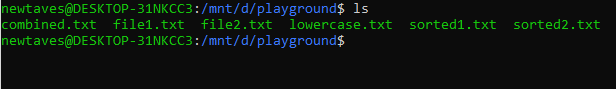 newtaves@DESKTOP-31NKCC3:/mnt/d/playground$ ls
combined.txt  file1.txt  file2.txt  lowercase.txt  sorted1.txt  sorted2.txt
newtaves@DESKTOP-31NKCC3:/mnt/d/playground$